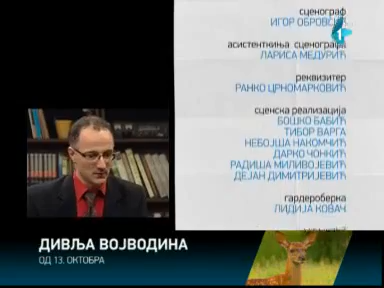 сценограф
ИГОР ОБРОВСКИ
1
асистенткиња сценографа
ЛАРИСА МЕДУРИЋ
реквизитер
РАНКО ЦРНОМАРКОВИЋ
сценска реализација
БОШКО БАБИЋ
ТИБОР ВАРГА
НЕБОЈША НАКОМЧИЋ
ДАРКО ЧОНКИЋ
РАДИША МИЛИВОЈЕВИЋ
ДЕЈАН ДИМИТРИЈЕВИЋ
гардероберка
ЛИДИЈА КОВАЧ
ДИВЉА ВОЈВОДИНА
ОД 13. ОКТОБРА